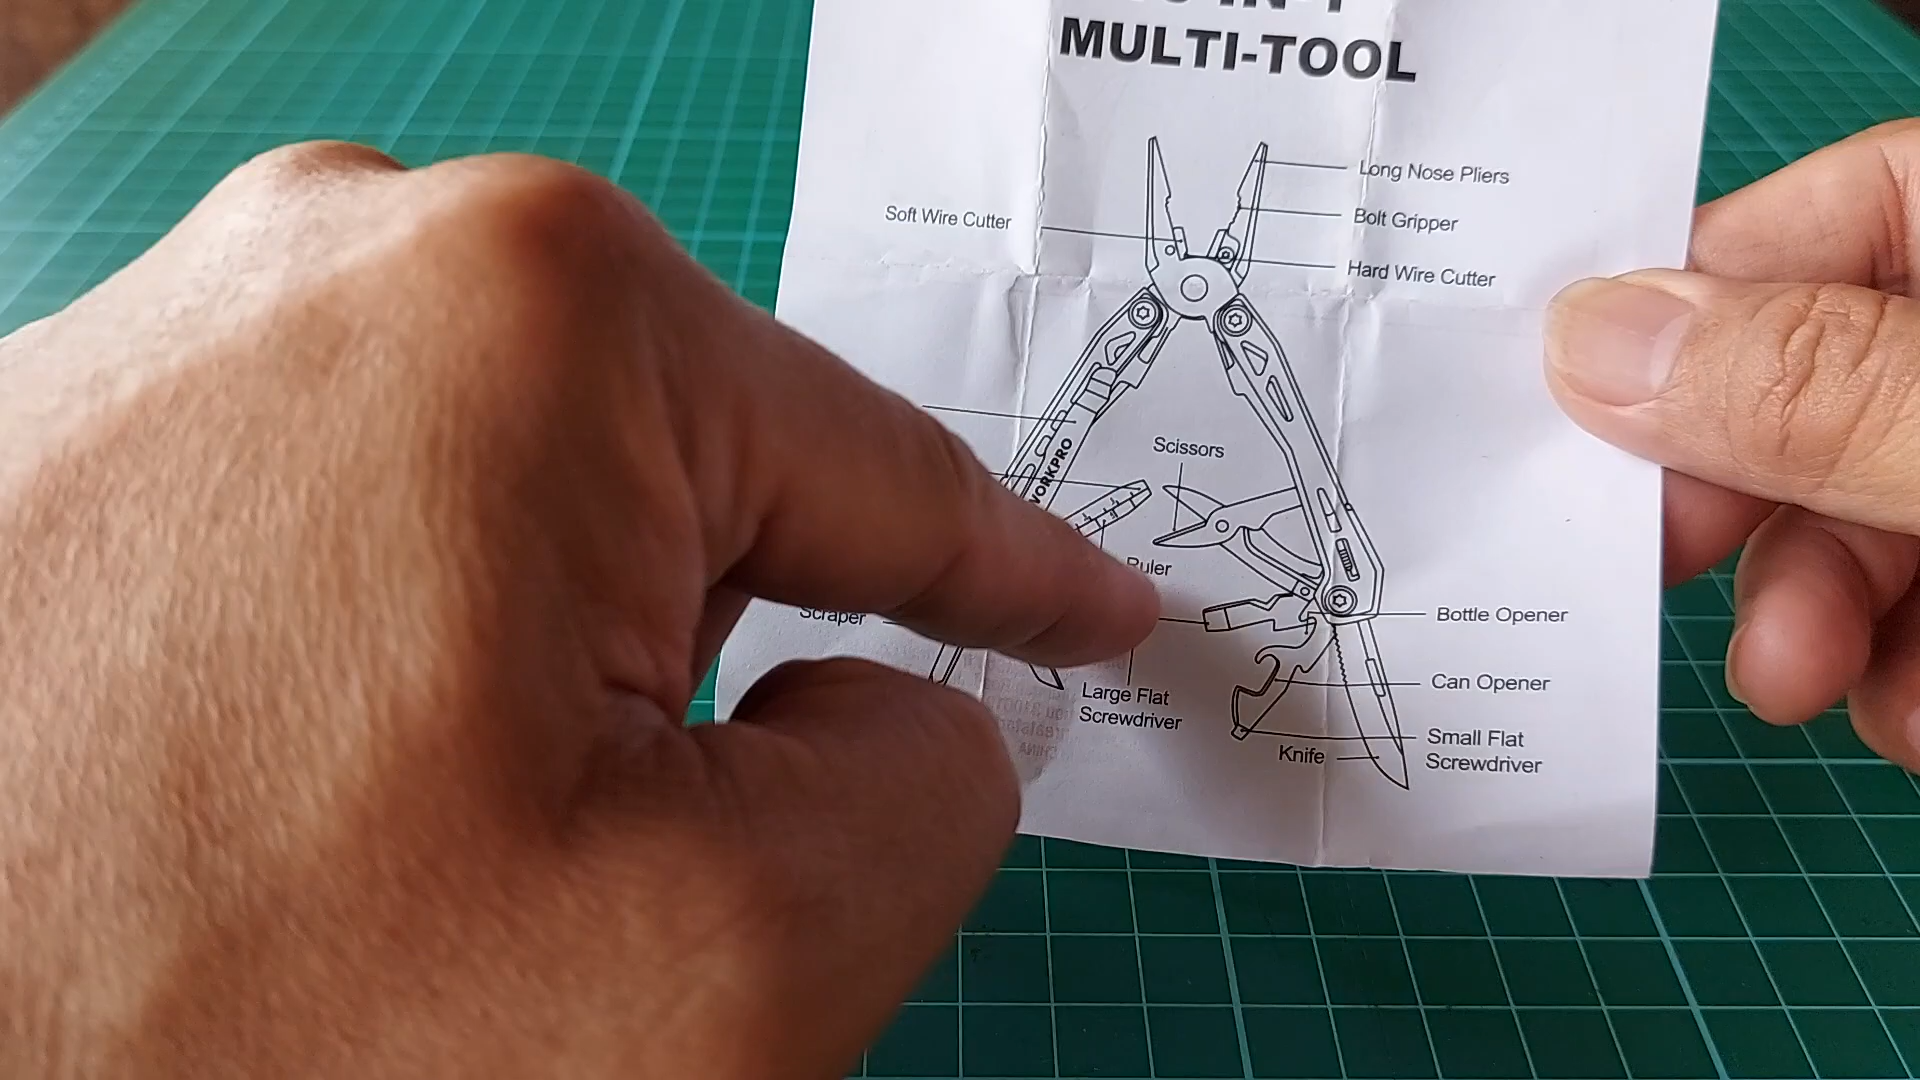 MULTI-TOOL
Long Nose Pliers
Soft Wire Cutter
Bolt Gripper
Hard Wire Cutter
WORKPRO
Scissors
Ruler
Scraper
Bottle Opener
Large Flat
Screwdriver
Can Opener
Small Flat
Screwdriver
Knife
CHINA